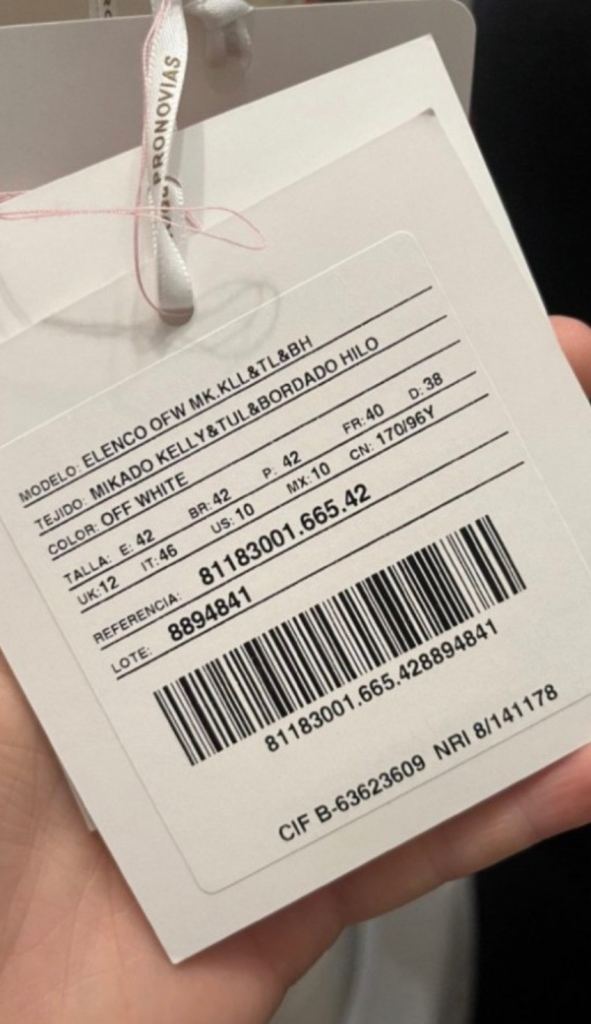 PRONOVIAS
MODELO: ELENCO OFW MK.KLL&TL&BH
TEJIDO: MIKADO KELLY&TUL&BORDADO HILO
COLOR: OFF WHITE
TALLA: E: 42 BR: 42 P: 42 FR: 40 D: 38
UK: 12 IT: 46 US: 10 MX: 10 CN: 170/96Y
REFERENCIA: 81183001.665.42
LOTE: 8894841
81183001.665.428894841
CIF B-63623609 NRI 8/141178